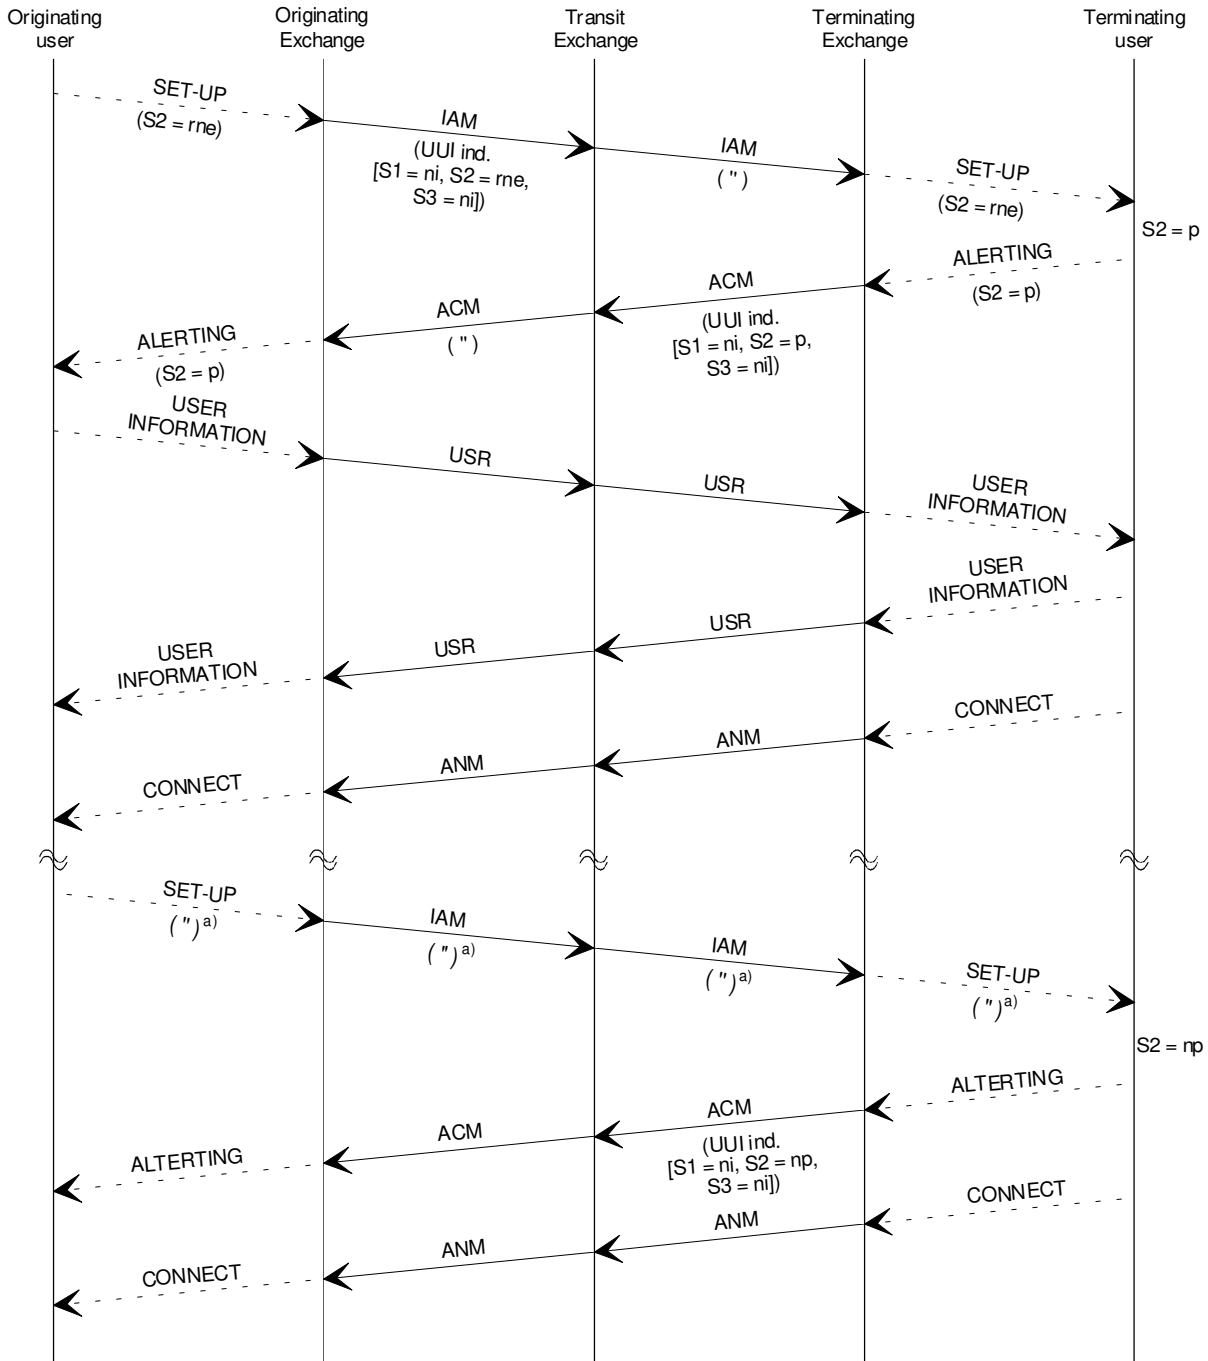 Originating
user
Originating
Exchange
Transit
Exchange
Terminating
Exchange
Terminating
user
SET-UP
(S2 = rne)
IAM
(UUI ind.
[S1 = ni, S2 = rne,
S3 = ni])
IAM
( " )
SET-UP
(S2 = rne)
S2 = p
ALERTING
(S2 = p)
ACM
(UUI ind.
[S1 = ni, S2 = p,
S3 = ni])
ACM
( " )
ALERTING
(S2 = p)
USER
INFORMATION
USR
USR
USER
INFORMATION
USER
INFORMATION
USR
USR
USER
INFORMATION
CONNECT
ANM
ANM
CONNECT
SET-UP
( " )a)
IAM
( " )a)
IAM
( " )a)
SET-UP
( " )a)
S2 = np
ALTERTING
ACM
(UUI ind.
[S1 = ni, S2 = np,
S3 = ni])
ACM
ALTERTING
CONNECT
ANM
ANM
CONNECT